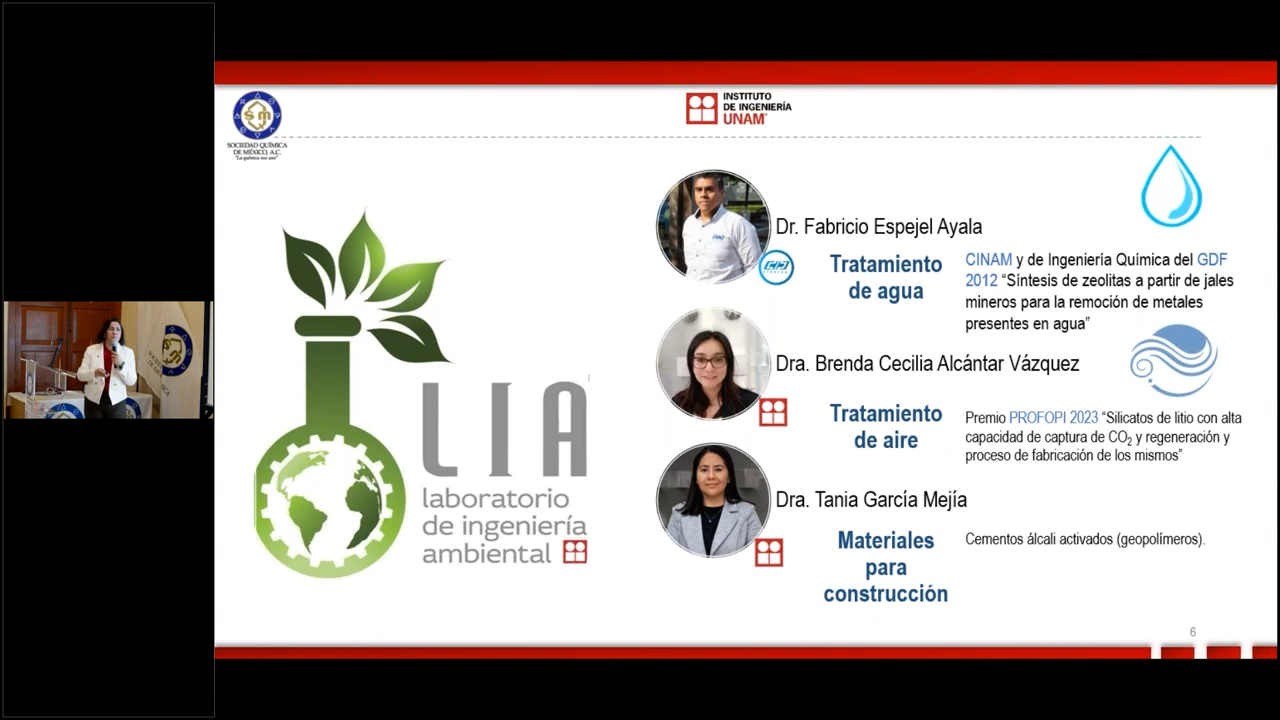 SOCIEDAD QUÍMICA
DE MÉXICO, A.C.
"La química nos une"
INSTITUTO
DE INGENIERÍA
UNAM
Dr. Fabricio Espejel Ayala
Tratamiento
de agua
CINAM y de Ingeniería Química del GDF
2012 “Síntesis de zeolitas a partir de jales
mineros para la remoción de metales
presentes en agua”
Dra. Brenda Cecilia Alcántar Vázquez
Tratamiento
de aire
Premio PROFOPI 2023 “Silicatos de litio con alta
capacidad de captura de CO₂ y regeneración y
proceso de fabricación de los mismos”
Dra. Tania García Mejía
Materiales
para
construcción
Cementos álcali activados (geopolímeros).
LIA
laboratorio
de ingeniería
ambiental
6